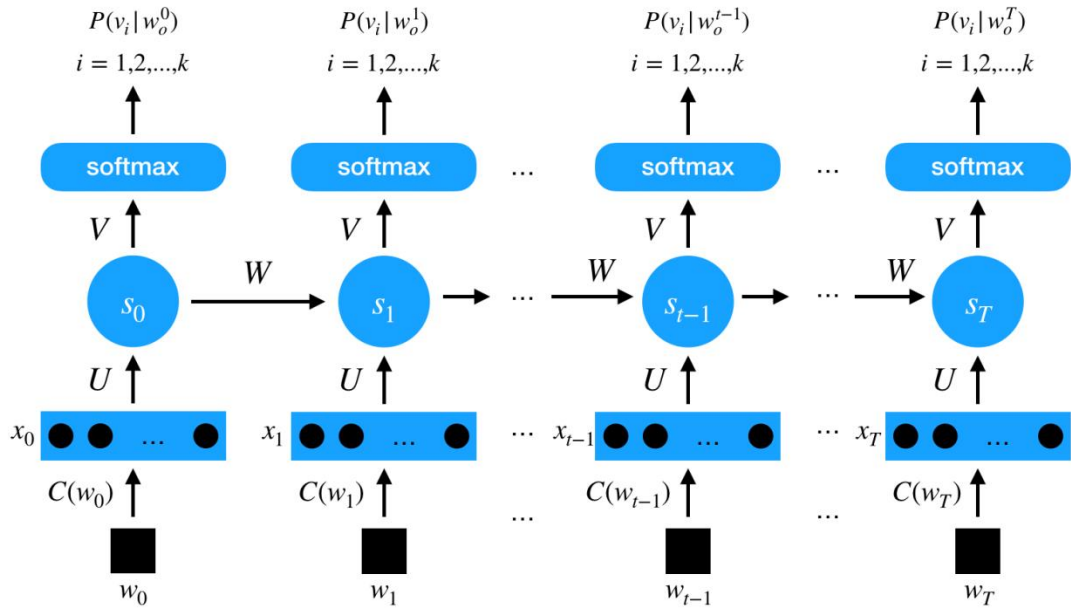 P(v_i|w_o^0) P(v_i|w_o^1) P(v_i|w_o^{t−1}) P(v_i|w_o^T)
i = 1,2,...,k i = 1,2,...,k i = 1,2,...,k i = 1,2,...,k
softmax softmax ... softmax ... softmax
V V V V
W W W
s_0 s_1 ... s_{t−1} ... s_T
U U U U
x_0 ... x_1 ... ... x_{t−1} ... ... x_T ...
C(w_0) C(w_1) C(w_{t−1}) C(w_T)
... ...
w_0 w_1 w_{t−1} w_T